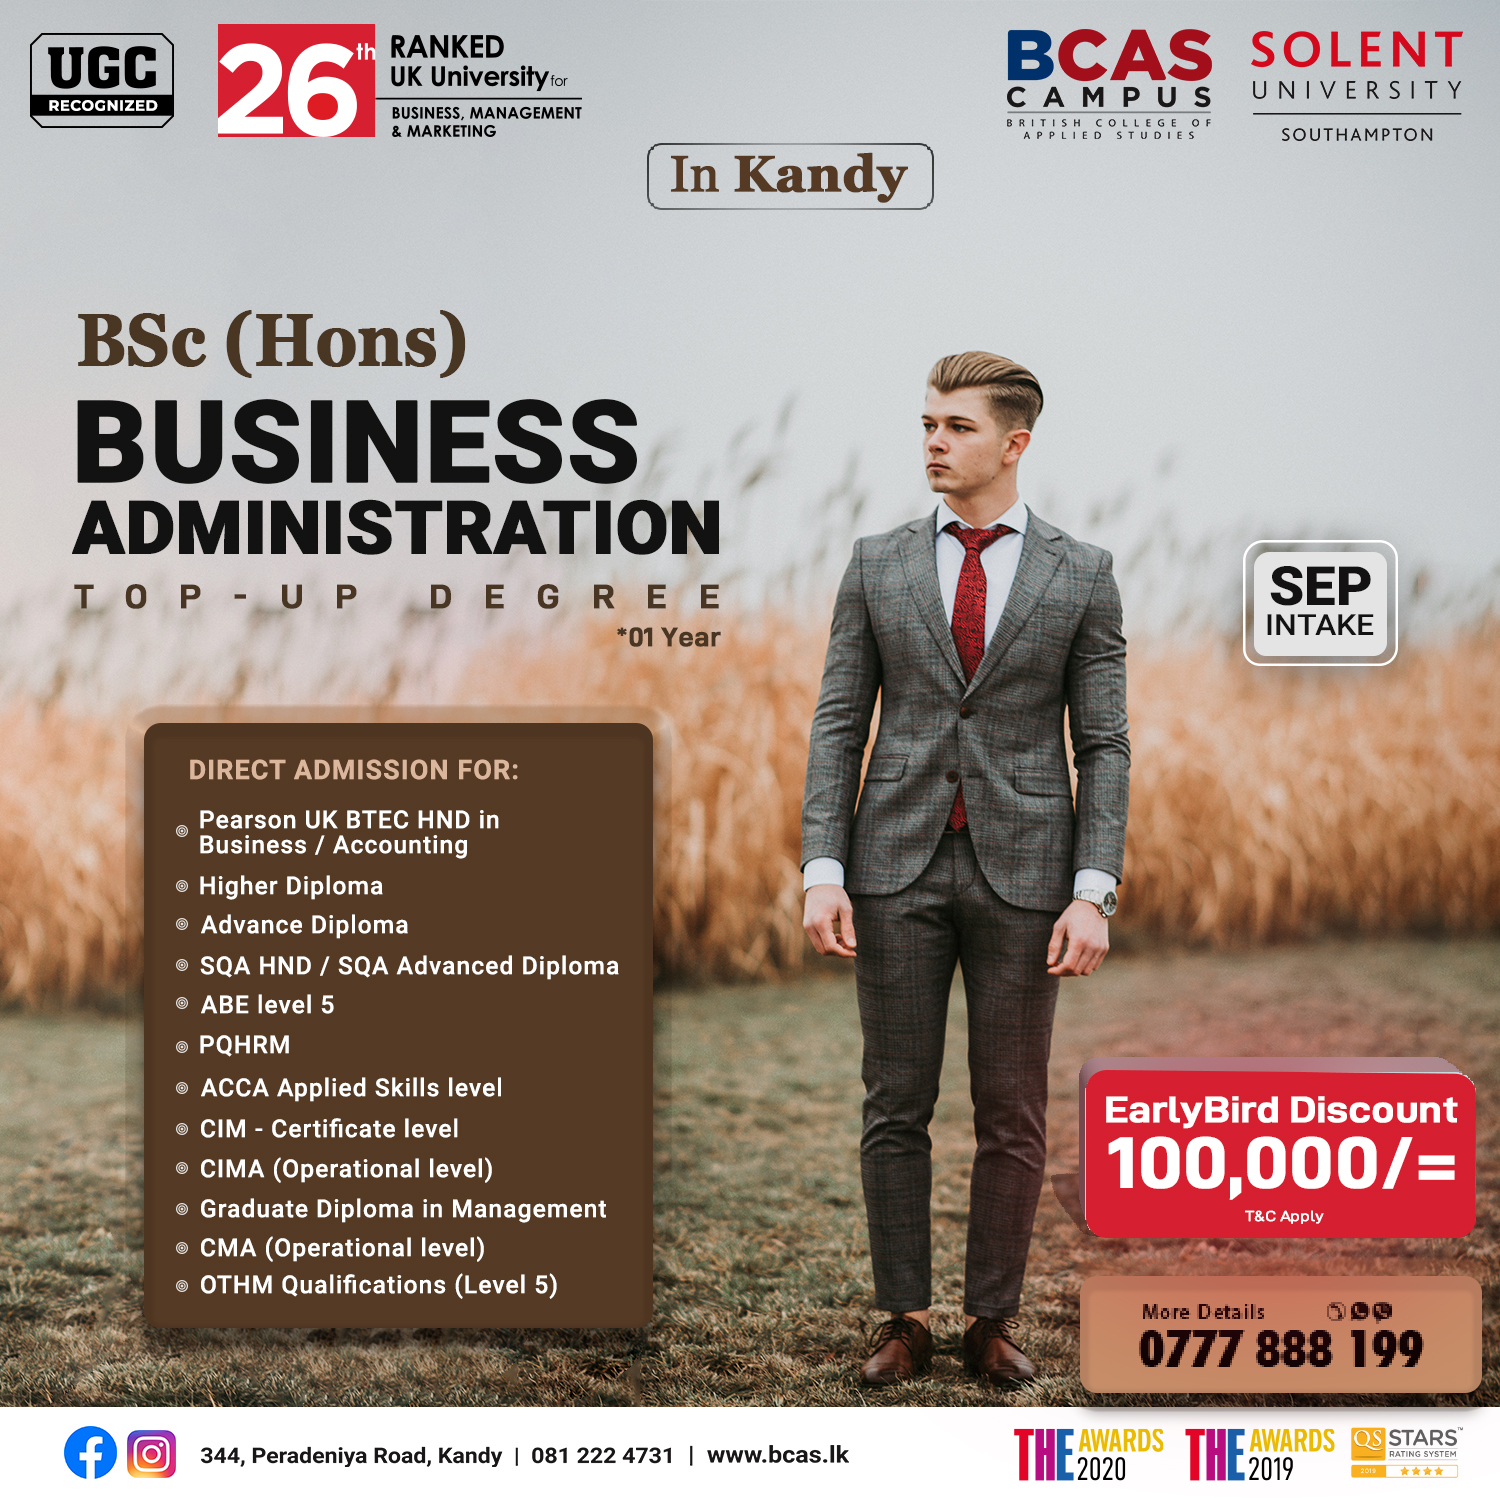 UGC
RECOGNIZED
26th
RANKED
UK University for
BUSINESS, MANAGEMENT
& MARKETING
BCAS
CAMPUS
BRITISH COLLEGE OF
APPLIED STUDIES
SOLENT
UNIVERSITY
SOUTHAMPTON
In Kandy
BSc (Hons)
BUSINESS
ADMINISTRATION
TOP-UP DEGREE
*01 Year
SEP
INTAKE
DIRECT ADMISSION FOR:
Pearson UK BTEC HND in
Business / Accounting
Higher Diploma
Advance Diploma
SQA HND / SQA Advanced Diploma
ABE level 5
PQHRM
ACCA Applied Skills level
CIM - Certificate level
CIMA (Operational level)
Graduate Diploma in Management
CMA (Operational level)
OTHM Qualifications (Level 5)
EarlyBird Discount
100,000/=
T&C Apply
More Details
0777 888 199
344, Peradeniya Road, Kandy | 081 222 4731 | www.bcas.lk
THE AWARDS
2020
THE AWARDS
2019
QS STARS™
RATING SYSTEM
2019